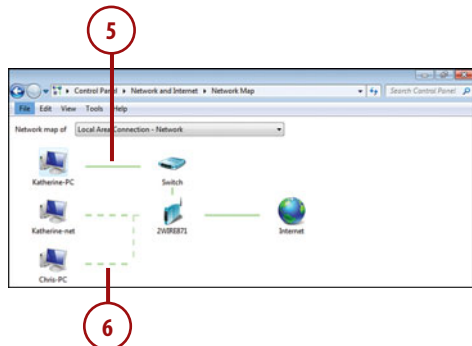 5
Control Panel ▸ Network and Internet ▸ Network Map
Search Control Panel
File Edit View Tools Help
Network map of Local Area Connection - Network
Katherine-PC
Switch
Katherine-net
2WIRE871
Internet
Chris-PC
6